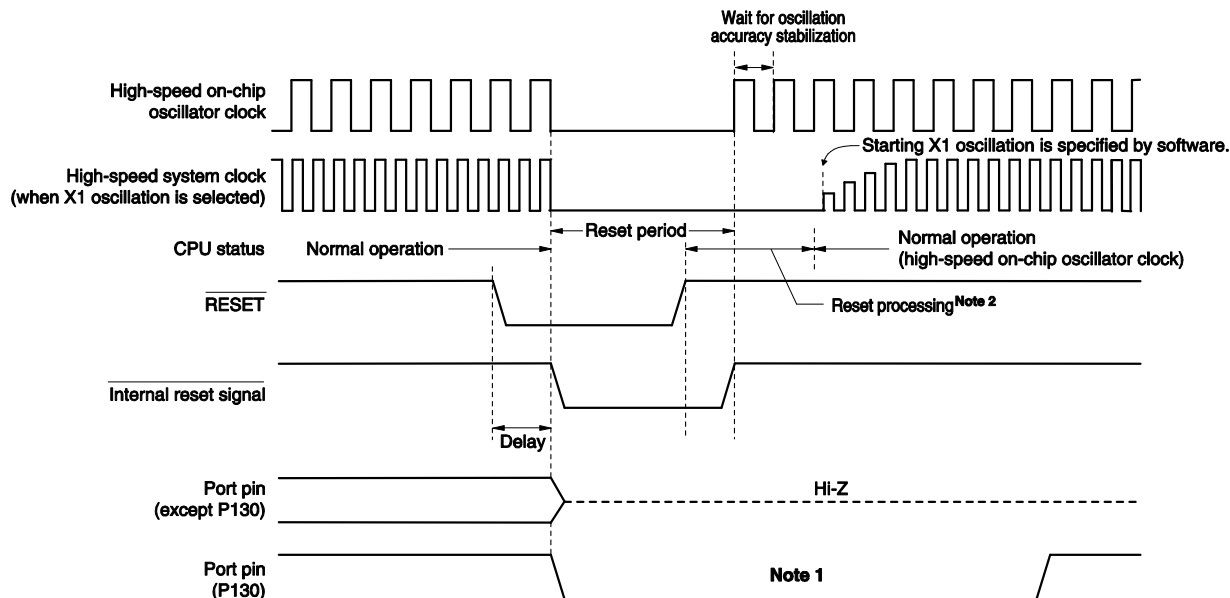 Wait for oscillation
accuracy stabilization
High-speed on-chip
oscillator clock
Starting X1 oscillation is specified by software.
High-speed system clock
(when X1 oscillation is selected)
Reset period
CPU status
Normal operation
Normal operation
(high-speed on-chip oscillator clock)
RESET
Reset processing Note 2
Internal reset signal
Delay
Port pin
(except P130)
Hi-Z
Port pin
(P130)
Note 1